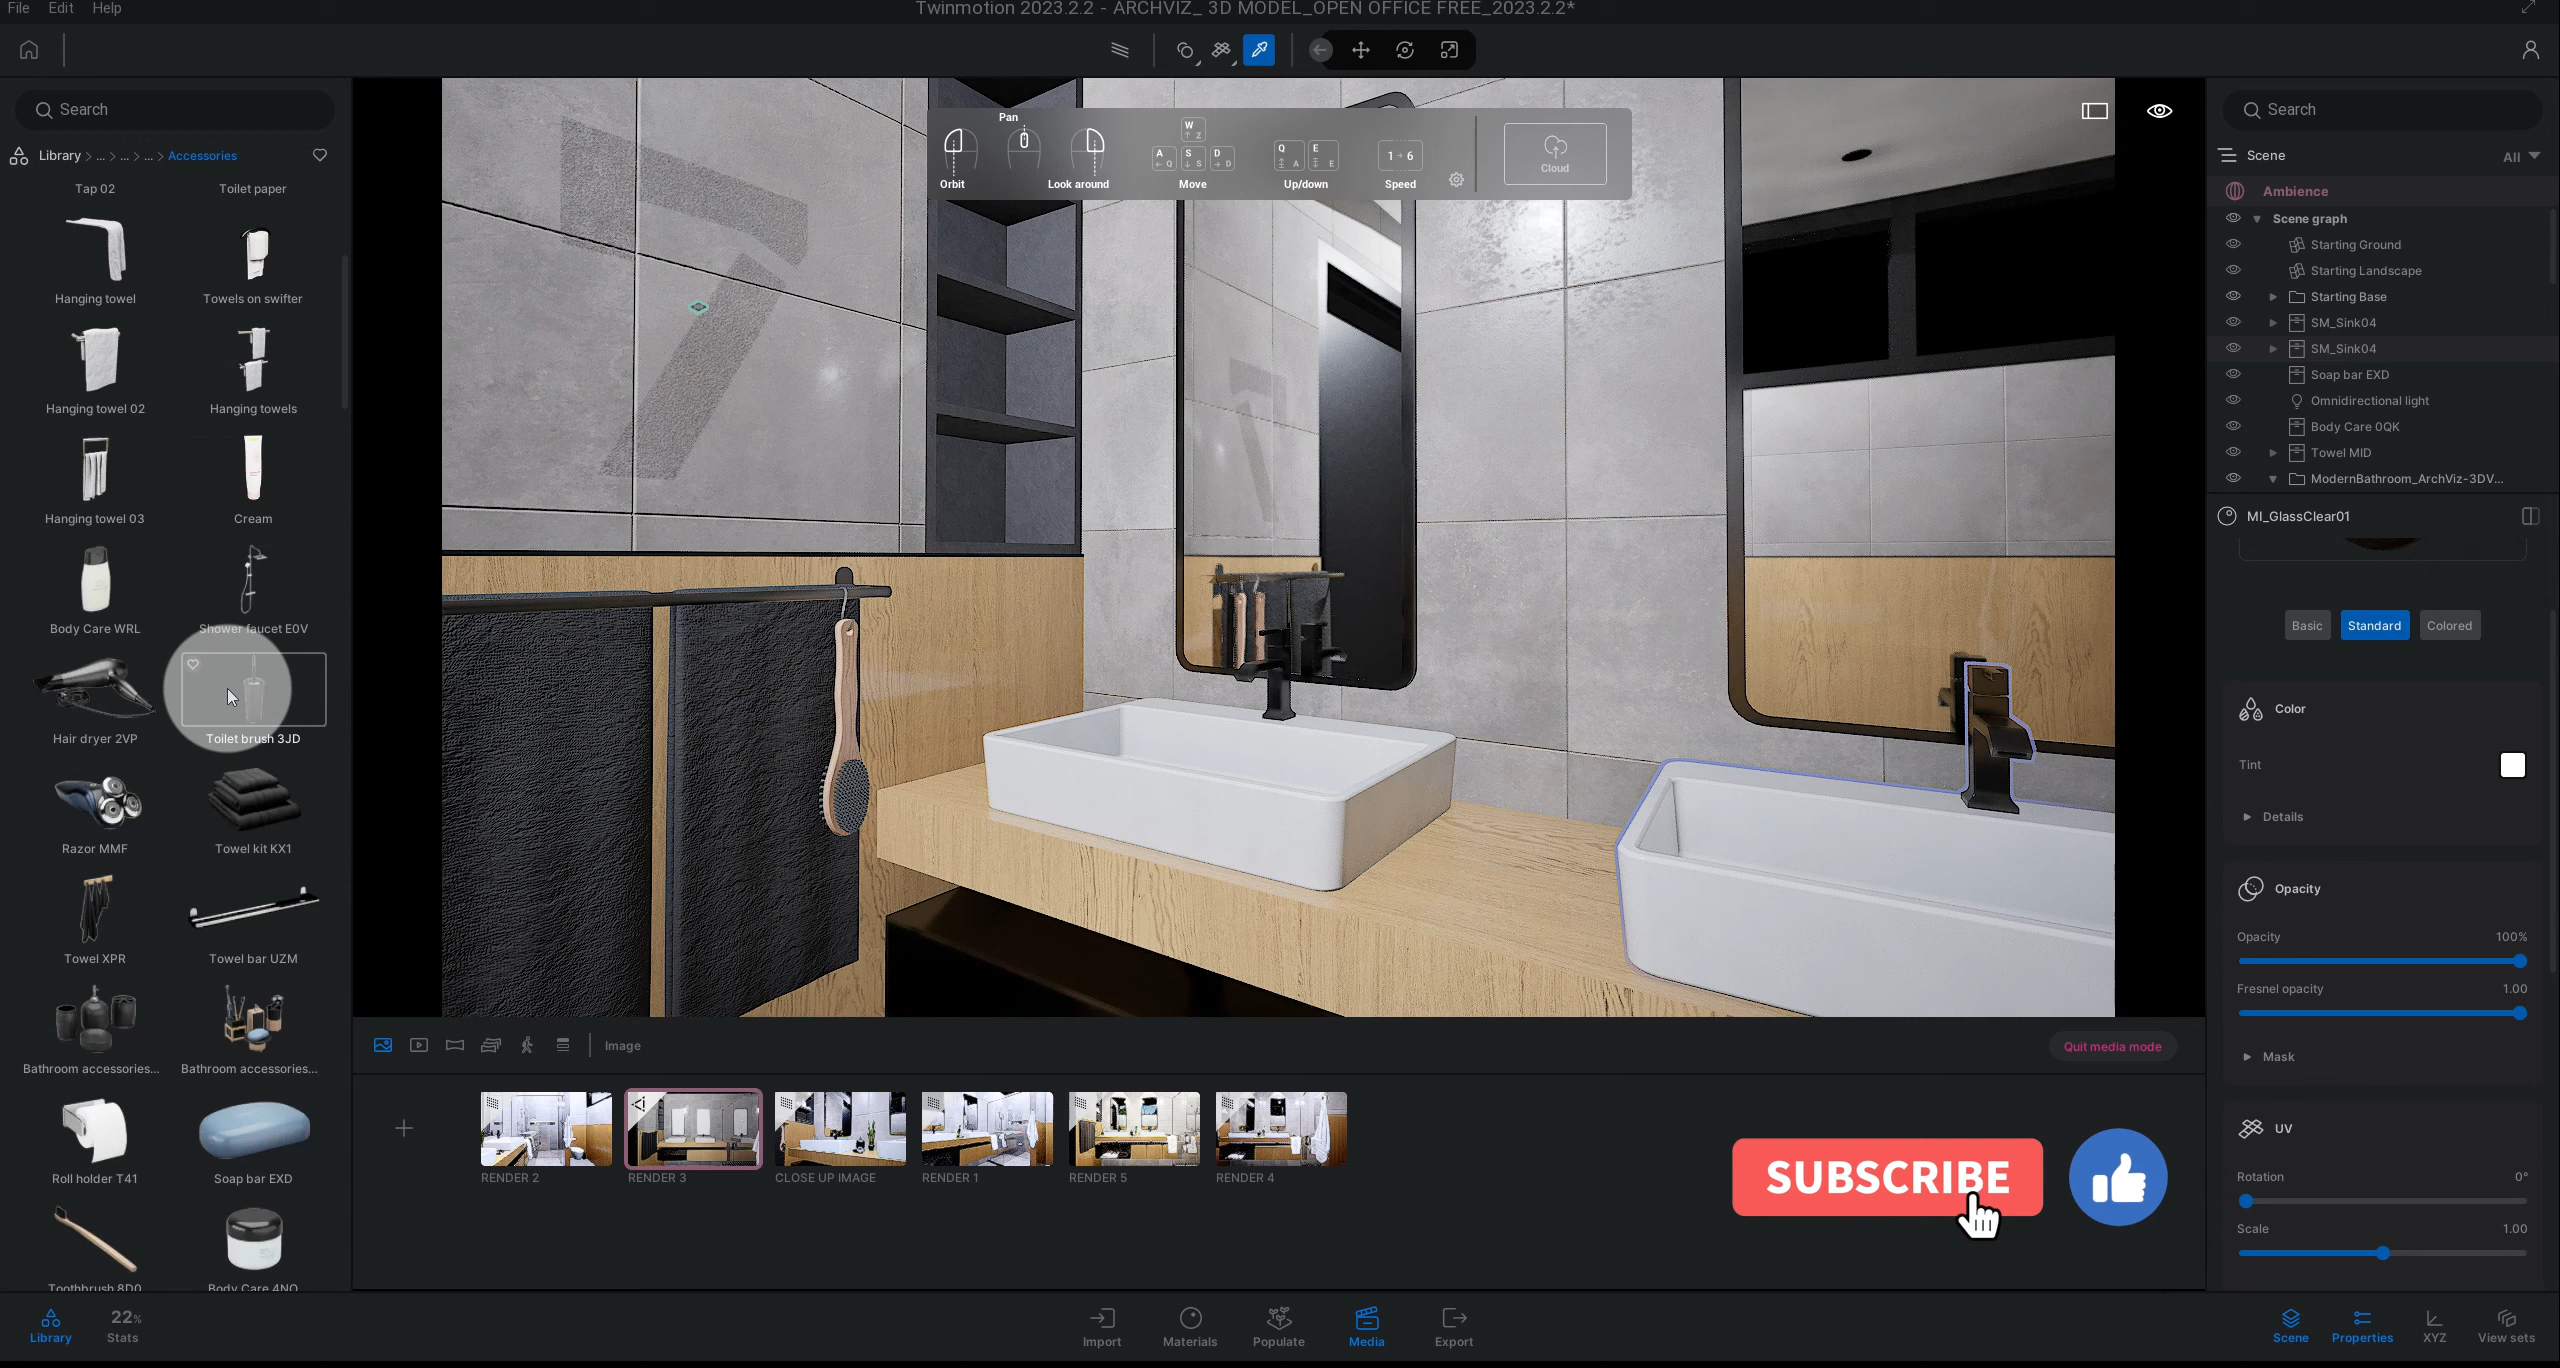 File Edit Help
Twinmotion 2023.2.2 - ARCHVIZ_ 3D MODEL_OPEN OFFICE FREE_2023.2.2*
Search
Library > ... > ... > ... > Accessories
Tap 02
Toilet paper
Hanging towel
Towels on swifter
Hanging towel 02
Hanging towels
Hanging towel 03
Cream
Body Care WRL
Shower faucet E0V
Hair dryer 2VP
Toilet brush 3JD
Razor MMF
Towel kit KX1
Towel XPR
Towel bar UZM
Bathroom accessories...
Bathroom accessories...
Roll holder T41
Soap bar EXD
Toothbrush 8D0
Body Care 4NO
Library
22%
Stats
Pan
Orbit
Look around
W
Z
A
Q
S
S
D
D
Move
Q
A
E
E
Up/down
1 6
Speed
Cloud
7
Image
Quit media mode
RENDER 2
RENDER 3
CLOSE UP IMAGE
RENDER 1
RENDER 5
RENDER 4
SUBSCRIBE
Import
Materials
Populate
Media
Export
Search
Scene
All
Ambience
Scene graph
Starting Ground
Starting Landscape
Starting Base
SM_Sink04
SM_Sink04
Soap bar EXD
Omnidirectional light
Body Care 0QK
Towel MID
ModernBathroom_ArchViz-3DV...
MI_GlassClear01
Basic
Standard
Colored
Color
Tint
Details
Opacity
Opacity 100%
Fresnel opacity 1.00
Mask
UV
Rotation 0°
Scale 1.00
Scene
Properties
XYZ
View sets